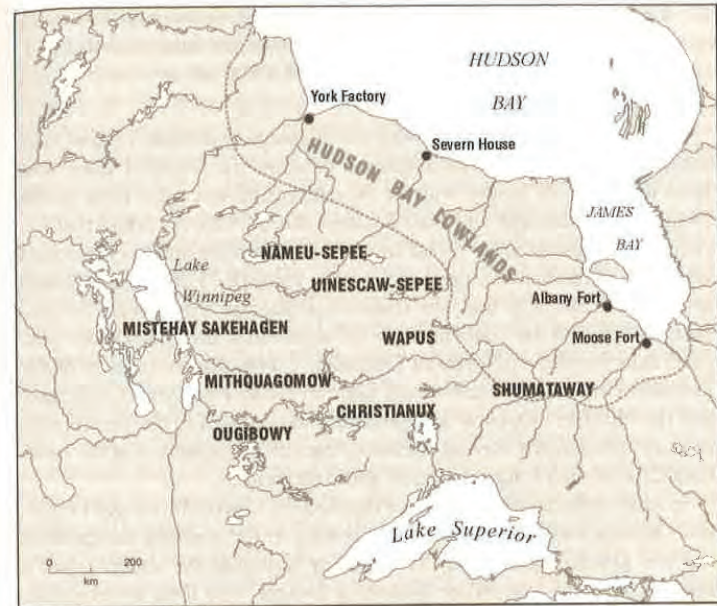 HUDSON
BAY
York Factory
Severn House
HUDSON BAY LOWLANDS
JAMES
BAY
NAMEU-SEPEE
Lake
Winnipeg
UINESCAW-SEPEE
Albany Fort
MISTEHAY SAKEHAGEN
WAPUS
Moose Fort
MITHQUAGOMOW
SHUMATAWAY
CHRISTIANUX
OUGIBOWY
Lake Superior
0 200
km